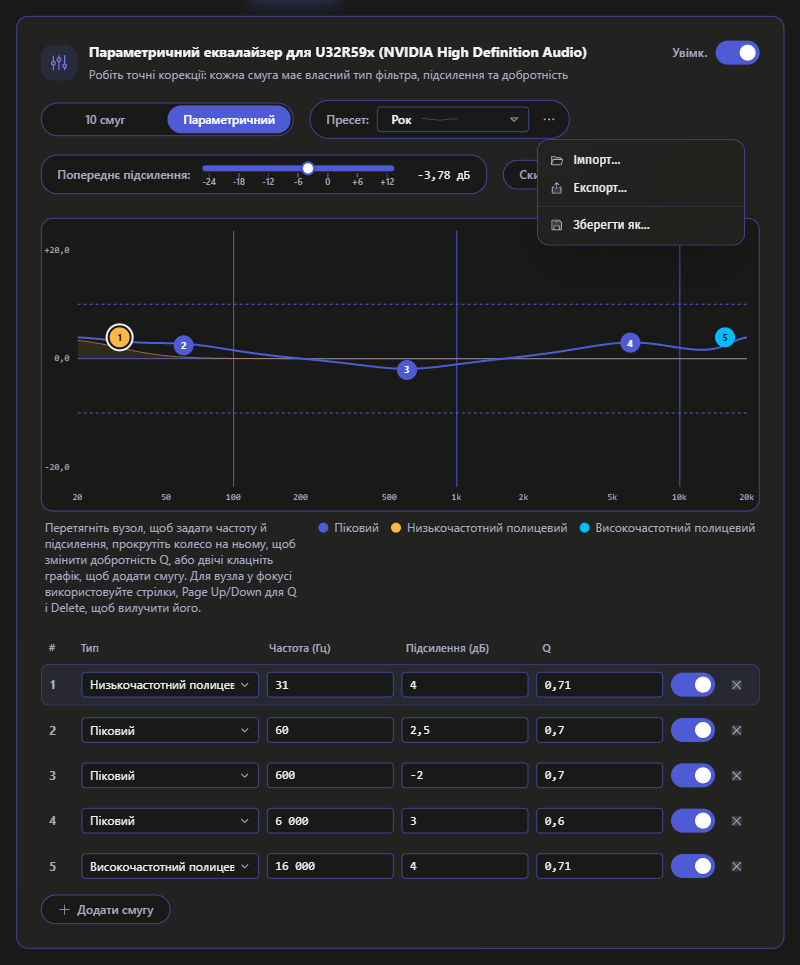 Параметричний еквалайзер для U32R59x (NVIDIA High Definition Audio)
Робіть точні корекції: кожна смуга має власний тип фільтра, підсилення та добротність
Увімк.
10 смуг
Параметричний
Пресет:
Рок
...
Імпорт...
Експорт...
Зберегти як...
Попереднє підсилення:
-24 -18 -12 -6 0 +6 +12
-3,78 дБ
Ски
+20,0
0,0
-20,0
1
2
3
4
5
20 50 100 200 500 1k 2k 5k 10k 20k
Перетягніть вузол, щоб задати частоту й
підсилення, прокрутіть колесо на ньому, щоб
змінити добротність Q, або двічі клацніть
графік, щоб додати смугу. Для вузла у фокусі
використовуйте стрілки, Page Up/Down для Q
і Delete, щоб вилучити його.
Піковий
Низькочастотний полицевий
Високочастотний полицевий
# Тип Частота (Гц) Підсилення (дБ) Q
1 Низькочастотний полицев 31 4 0,71
2 Піковий 60 2,5 0,7
3 Піковий 600 -2 0,7
4 Піковий 6 000 3 0,6
5 Високочастотний полицев 16 000 4 0,71
+ Додати смугу